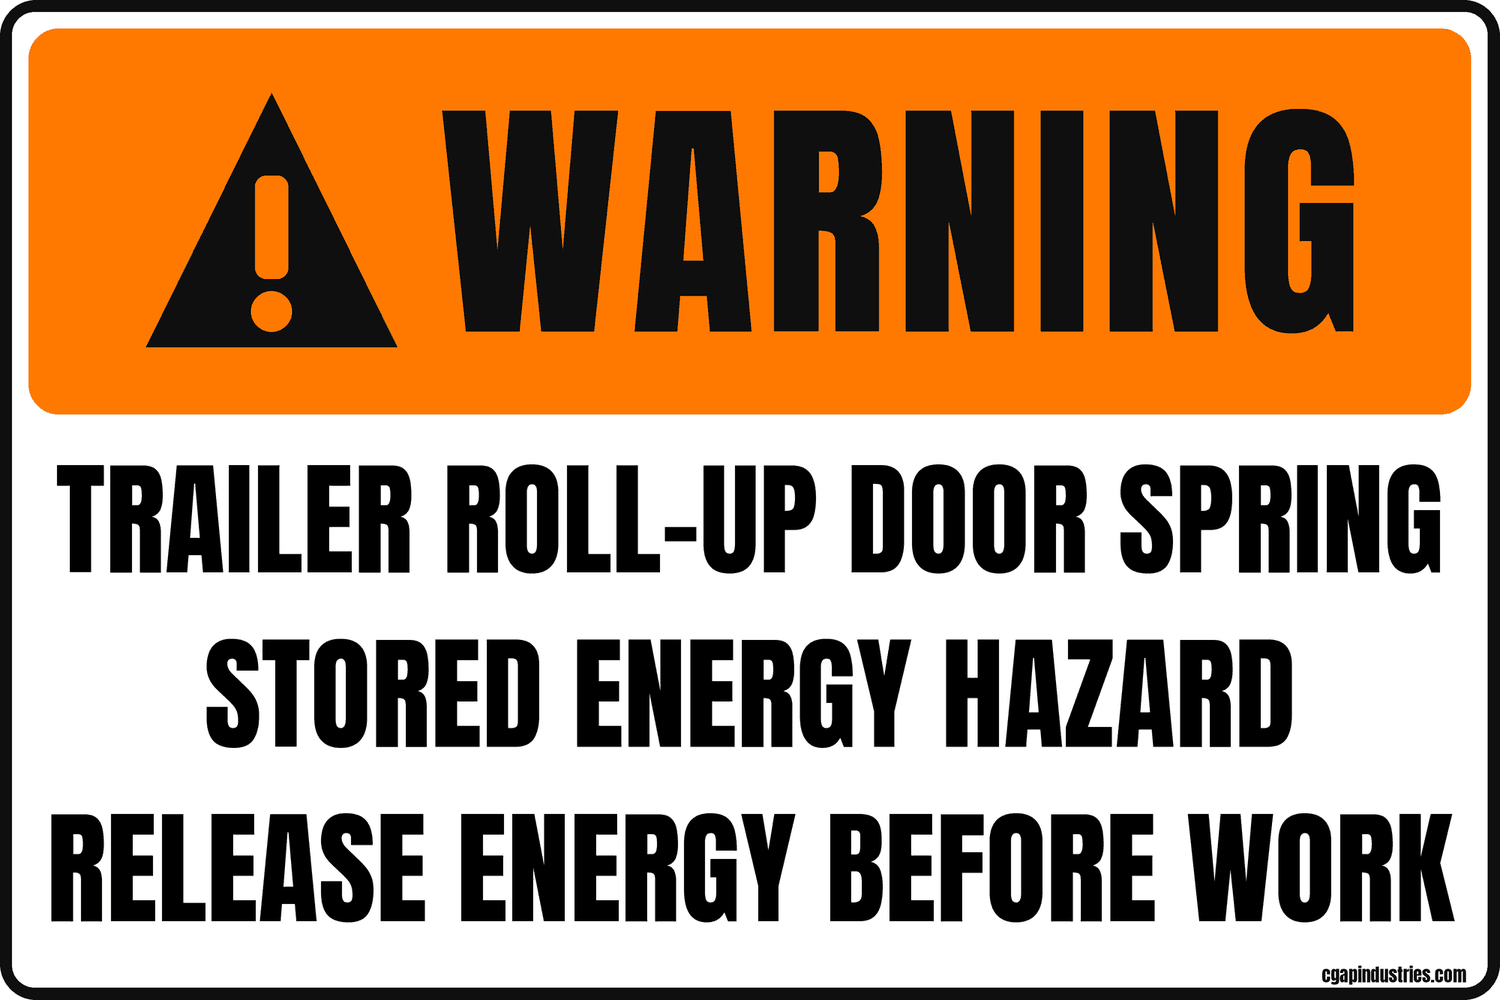 WARNING
TRAILER ROLL-UP DOOR SPRING
STORED ENERGY HAZARD
RELEASE ENERGY BEFORE WORK
cgapindustries.com